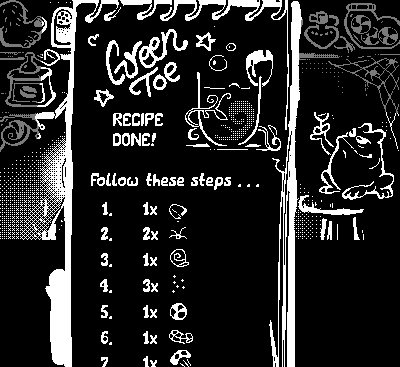 Green
Toe
RECIPE
DONE!
Follow these steps ...
1. 1x
2. 2x
3. 1x
4. 3x
5. 1x
6. 1x
7 1x